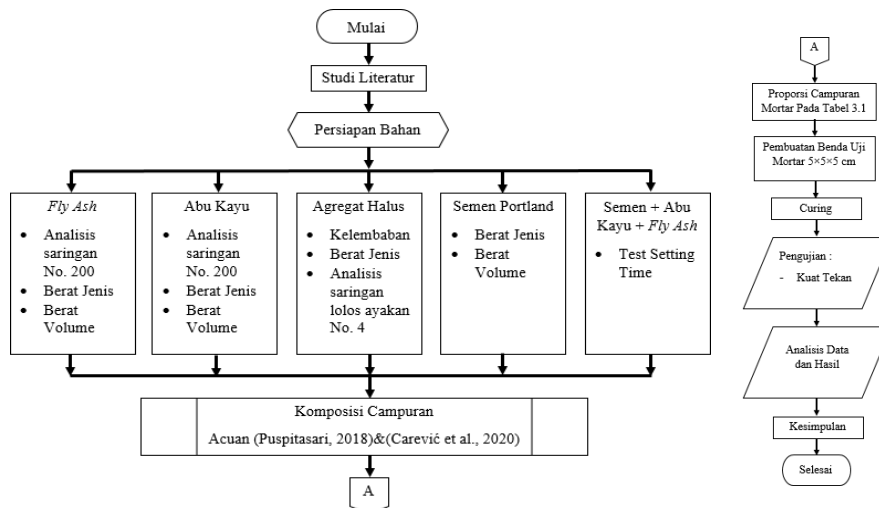 Mulai
Studi Literatur
Persiapan Bahan
Fly Ash
• Analisis
saringan
No. 200
• Berat Jenis
• Berat
Volume
Abu Kayu
• Analisis
saringan
No. 200
• Berat Jenis
• Berat
Volume
Agregat Halus
• Kelembaban
• Berat Jenis
• Analisis
saringan
lolos ayakan
No. 4
Semen Portland
• Berat Jenis
• Berat
Volume
Semen + Abu
Kayu + Fly Ash
• Test Setting
Time
Komposisi Campuran
Acuan (Puspitasari, 2018)&(Carević et al., 2020)
A
A
Proporsi Campuran
Mortar Pada Tabel 3.1
Pembuatan Benda Uji
Mortar 5×5×5 cm
Curing
Pengujian :
- Kuat Tekan
Analisis Data
dan Hasil
Kesimpulan
Selesai